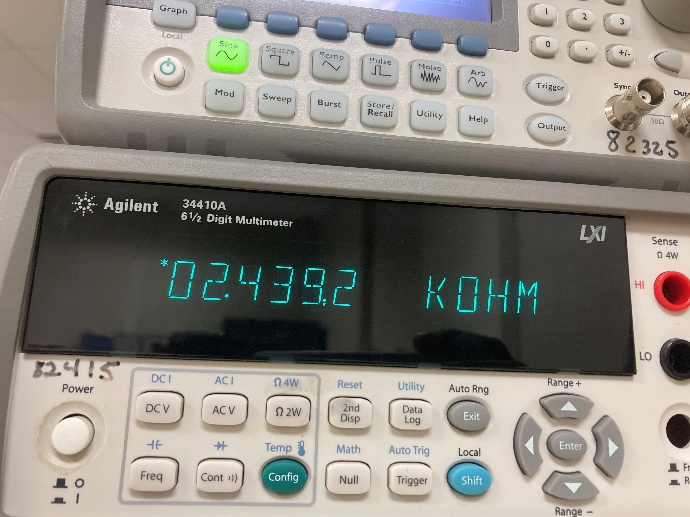 Graph
Local
Sine
Square
Ramp
Pulse
Noise
Arb
Mod
Sweep
Burst
Store/
Recall
Utility
Help
1
2
3
0
.
+/-
Trigger
Output
Sync
50Ω
82325
Agilent
34410A
6½ Digit Multimeter
LXI
*02.439,2 KOHM
82415
Power
O
I
DC I
AC I
Ω 4W
DC V
AC V
Ω 2W
Freq
Cont
Temp
Config
Reset
Utility
2nd
Disp
Data
Log
Math
Auto Trig
Null
Trigger
Auto Rng
Exit
Local
Shift
Range +
Enter
Range −
Sense
Ω 4W
HI
LO